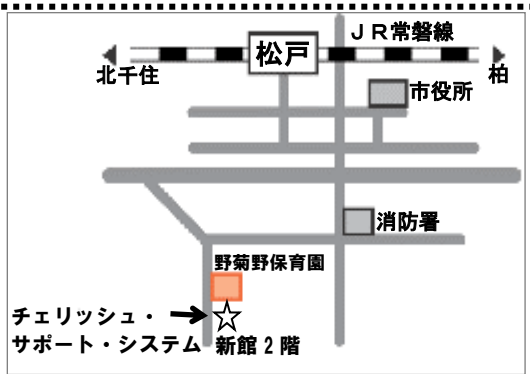 ＪＲ常磐線
松戸
北千住
柏
市役所
消防署
野菊野保育園
チェリッシュ・
サポート・システム 新館２階